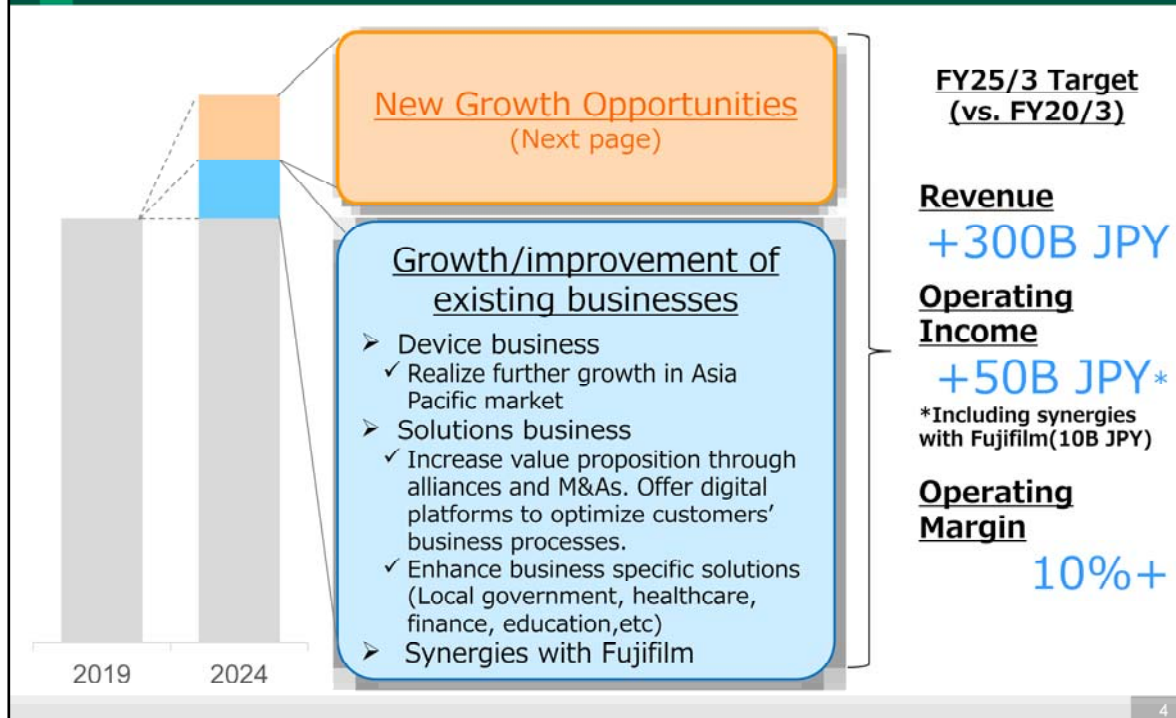 New Growth Opportunities
(Next page)
Growth/improvement of
existing businesses
➢ Device business
✓ Realize further growth in Asia
Pacific market
➢ Solutions business
✓ Increase value proposition through
alliances and M&As. Offer digital
platforms to optimize customers’
business processes.
✓ Enhance business specific solutions
(Local government, healthcare,
finance, education,etc)
➢ Synergies with Fujifilm
2019
2024
FY25/3 Target
(vs. FY20/3)
Revenue
+300B JPY
Operating
Income
+50B JPY*
*Including synergies
with Fujifilm(10B JPY)
Operating
Margin
10%+
4